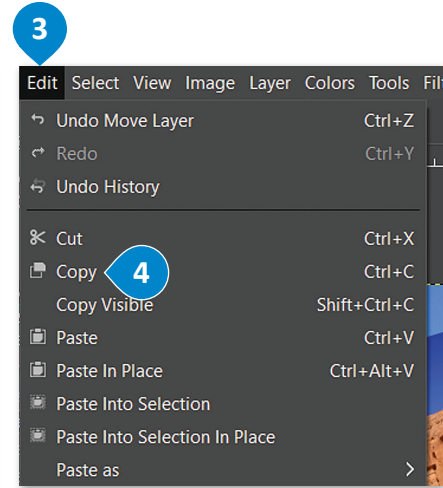 3
Edit Select View Image Layer Colors Tools
Undo Move Layer Ctrl+Z
Redo Ctrl+Y
Undo History
Cut Ctrl+X
Copy 4 Ctrl+C
Copy Visible Shift+Ctrl+C
Paste Ctrl+V
Paste In Place Ctrl+Alt+V
Paste Into Selection
Paste Into Selection In Place
Paste as